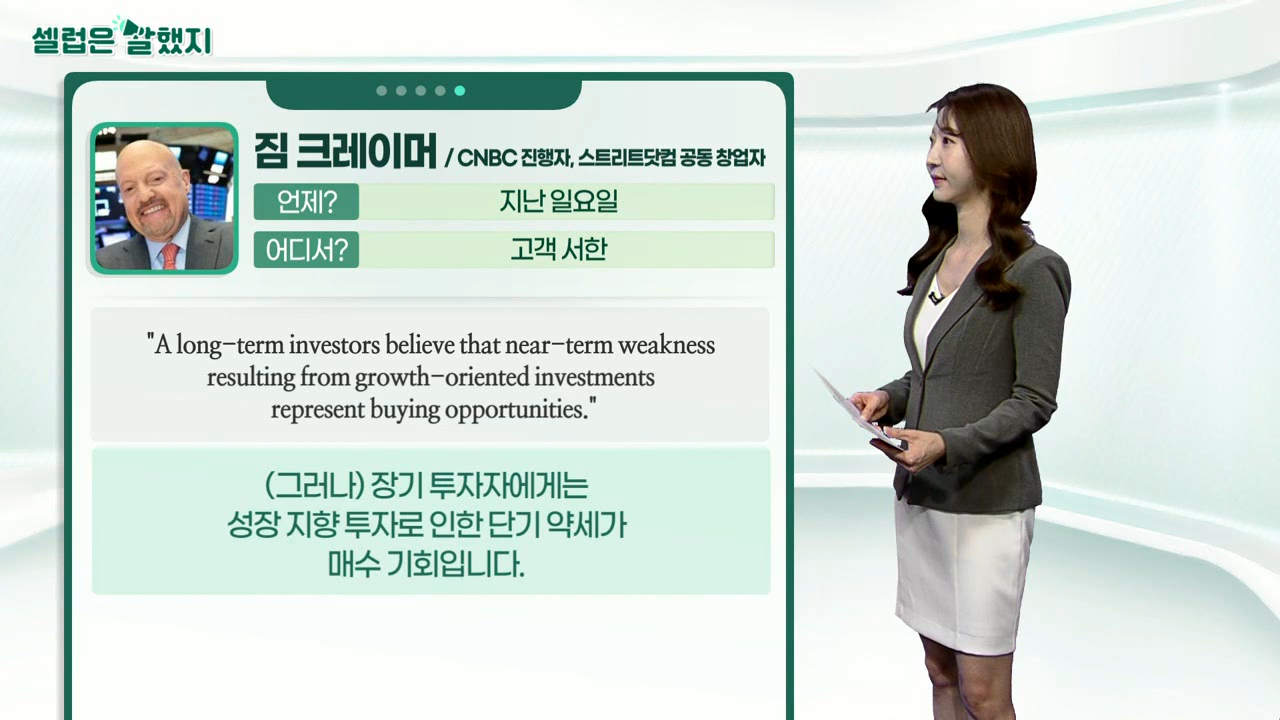 셀럽은 말했지
짐 크레이머 / CNBC 진행자, 스트리트닷컴 공동 창업자
언제? 지난 일요일
어디서? 고객 서한
"A long-term investors believe that near-term weakness
resulting from growth-oriented investments
represent buying opportunities."
(그러나) 장기 투자자에게는
성장 지향 투자로 인한 단기 약세가
매수 기회입니다.